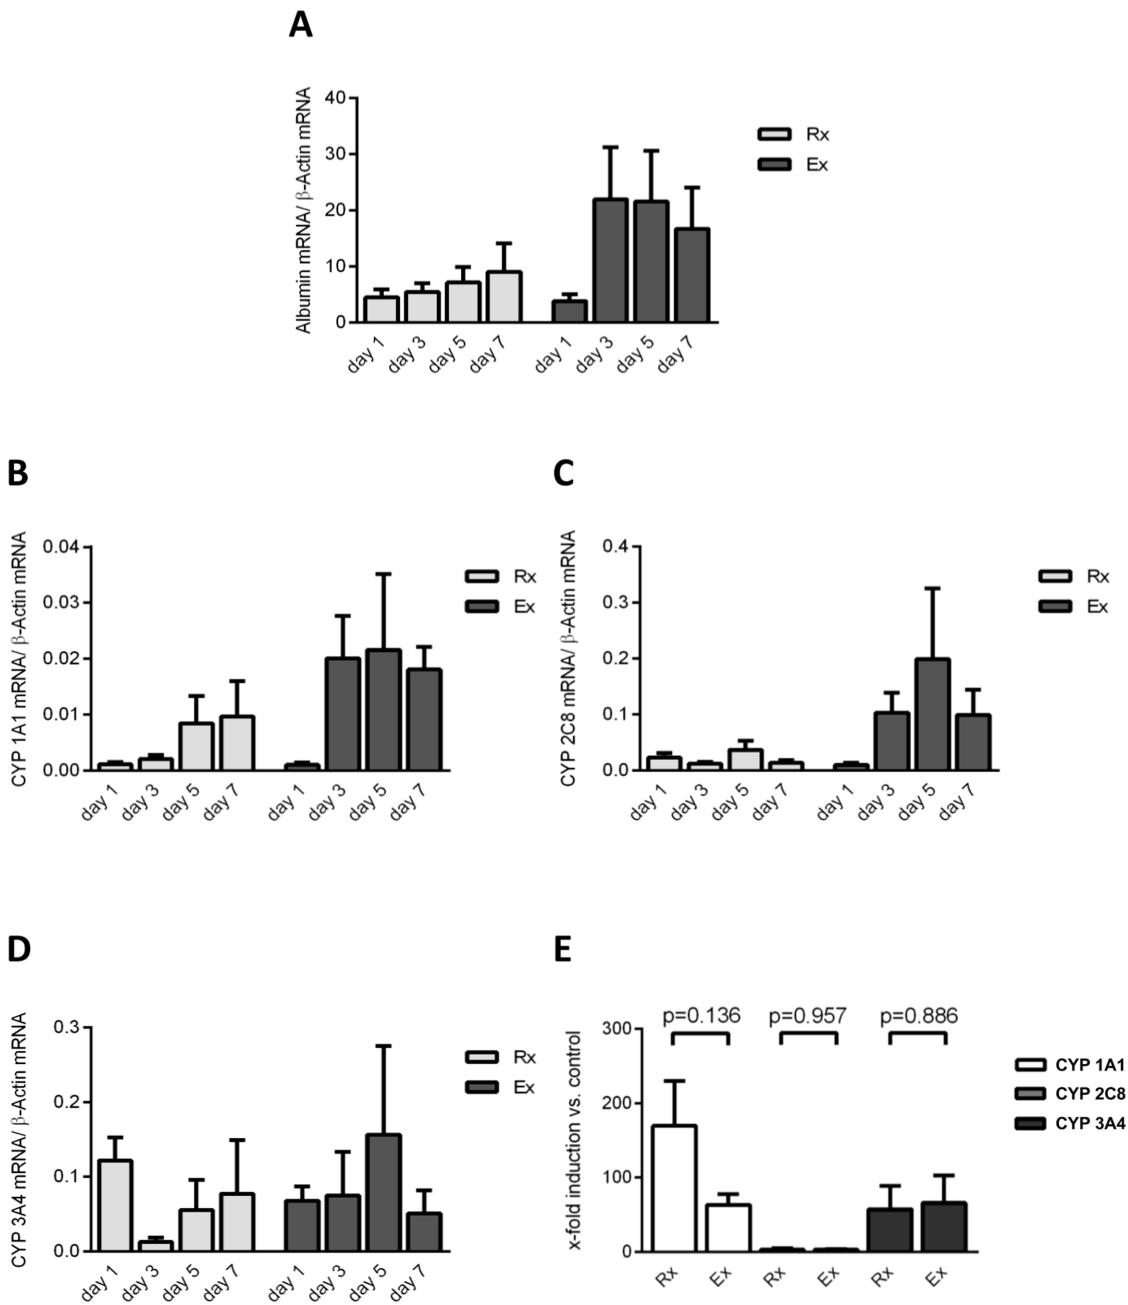 A
Albumin mRNA/ β-Actin mRNA
40
30
20
10
0
day 1
day 3
day 5
day 7
day 1
day 3
day 5
day 7
Rx
Ex
B
CYP 1A1 mRNA/ β-Actin mRNA
0.04
0.03
0.02
0.01
0.00
day 1
day 3
day 5
day 7
day 1
day 3
day 5
day 7
Rx
Ex
C
CYP 2C8 mRNA/ β-Actin mRNA
0.4
0.3
0.2
0.1
0.0
day 1
day 3
day 5
day 7
day 1
day 3
day 5
day 7
Rx
Ex
D
CYP 3A4 mRNA/ β-Actin mRNA
0.3
0.2
0.1
0.0
day 1
day 3
day 5
day 7
day 1
day 3
day 5
day 7
Rx
Ex
E
x-fold induction vs. control
300
200
100
0
p=0.136
p=0.957
p=0.886
Rx
Ex
Rx
Ex
Rx
Ex
CYP 1A1
CYP 2C8
CYP 3A4